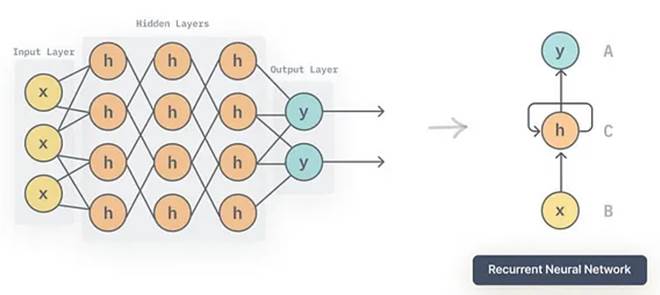 Hidden Layers
Input Layer
Output Layer
h h h
x
h h h
y
x
h h h
y
x
h h h
y A
h C
x B
Recurrent Neural Network